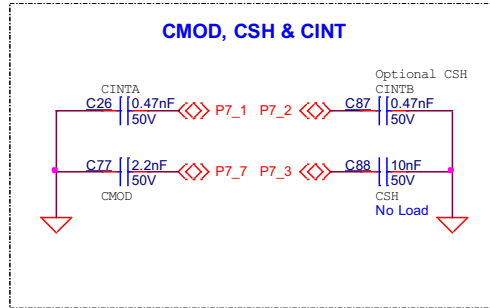 CMOD, CSH & CINT
Optional CSH
CINTA
CINTB
C26 0.47nF P7_1 P7_2 C87 0.47nF
50V 50V
C77 2.2nF P7_7 P7_3 C88 10nF
50V 50V
CMOD CSH
No Load